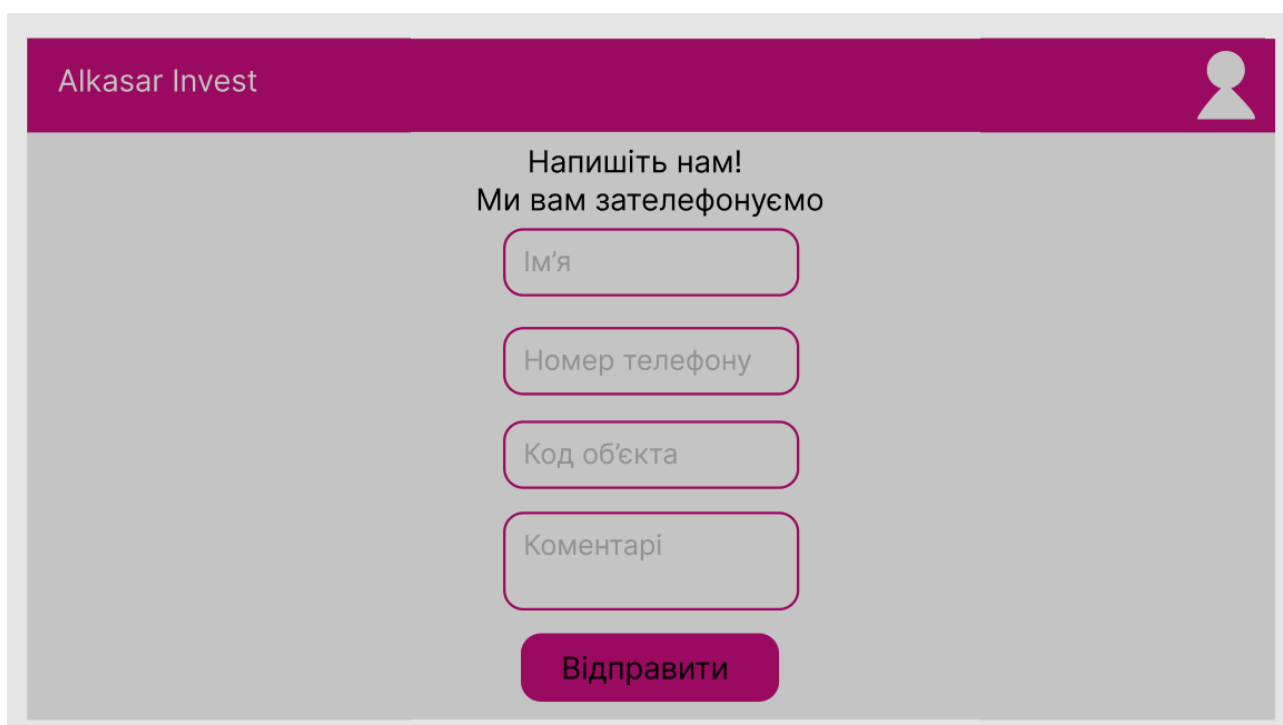 Alkasar Invest
Напишіть нам!
Ми вам зателефонуємо
Ім’я
Номер телефону
Код об’єкта
Коментарі
Відправити